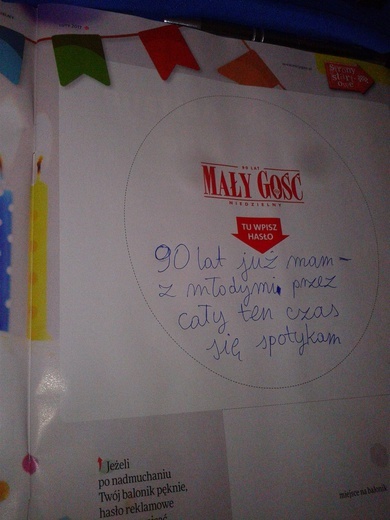 90 LAT
MAŁY GOŚĆ
NIEDZIELNY
TU WPISZ
HASŁO
90 lat już mam -
z młodymi przez
cały ten czas
się spotykam
Jeżeli
po nadmuchaniu
Twój balonik pęknie,
hasło reklamowe
miejsce na balonik